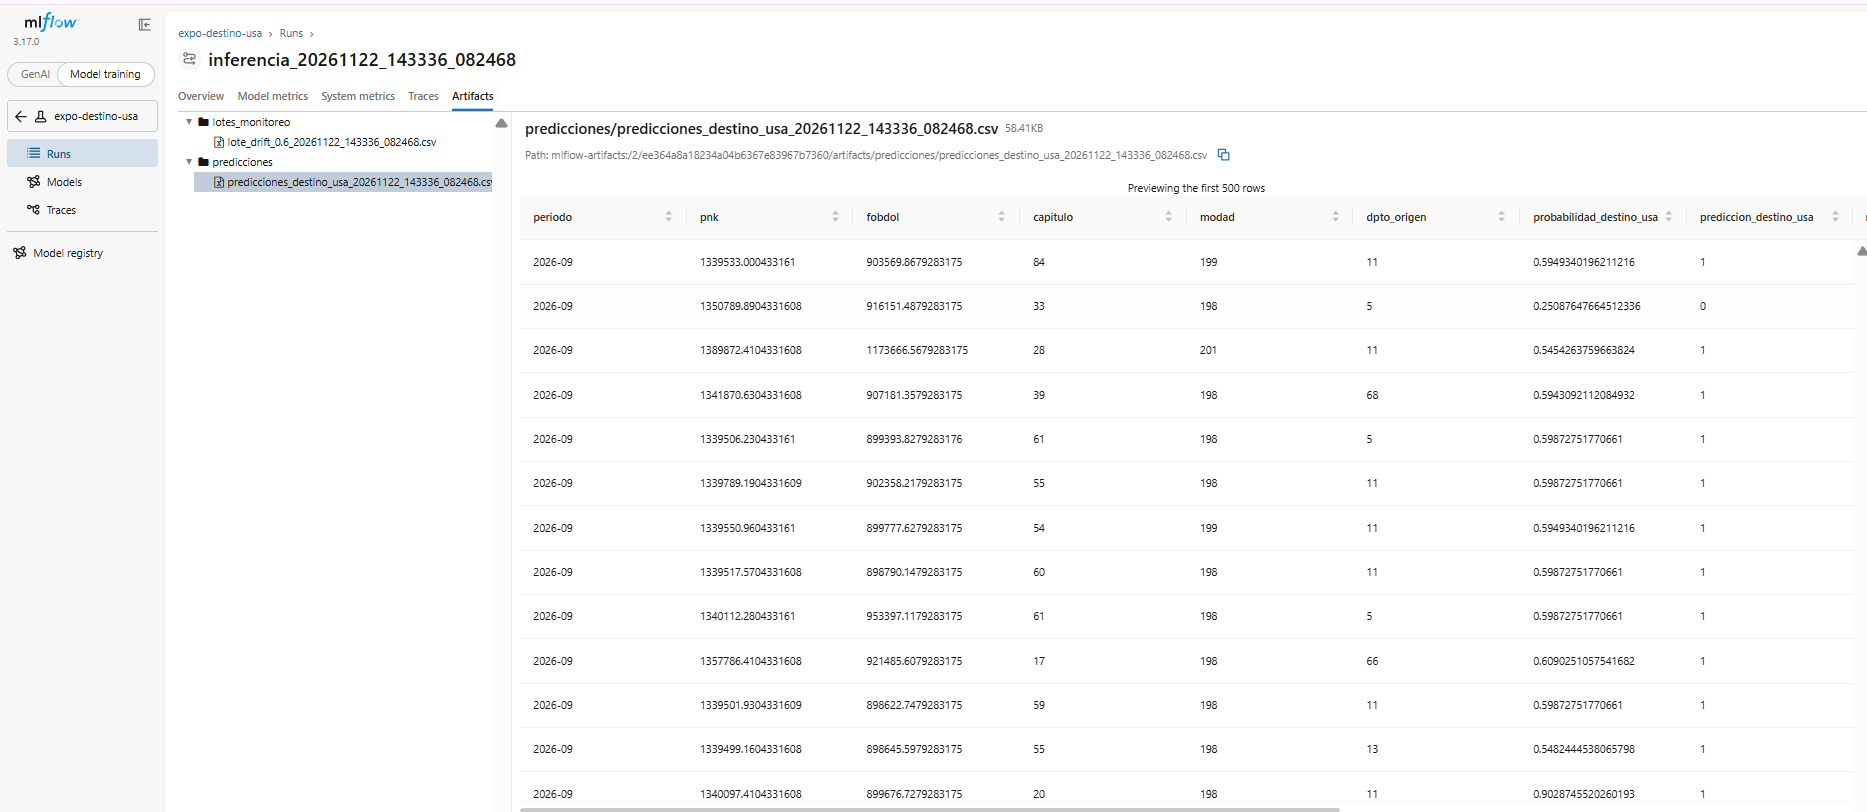 mlflow
3.17.0
GenAI Model training
expo-destino-usa
Runs
Models
Traces
Model registry
expo-destino-usa › Runs ›
inferencia_20261122_143336_082468
Overview Model metrics System metrics Traces Artifacts
lotes_monitoreo
lote_drift_0.6_20261122_143336_082468.csv
predicciones
predicciones_destino_usa_20261122_143336_082468.csv
predicciones/predicciones_destino_usa_20261122_143336_082468.csv 58.41KB
Path: mlflow-artifacts:/2/ee364a8a18234a04b6367e83967b7360/artifacts/predicciones/predicciones_destino_usa_20261122_143336_082468.csv
Previewing the first 500 rows
periodo pnk fobdol capitulo modad dpto_origen probabilidad_destino_usa prediccion_destino_usa
2026-09 1339533.000433161 903569.8679283175 84 199 11 0.5949340196211216 1
2026-09 1350789.8904331608 916151.4879283175 33 198 5 0.25087647664512336 0
2026-09 1389872.4104331608 1173666.5679283175 28 201 11 0.5454263759663824 1
2026-09 1341870.6304331608 907181.3579283175 39 198 68 0.5943092112084932 1
2026-09 1339506.230433161 899393.8279283176 61 198 5 0.59872751770661 1
2026-09 1339789.1904331609 902358.2179283175 55 198 11 0.59872751770661 1
2026-09 1339550.960433161 899777.6279283175 54 199 11 0.5949340196211216 1
2026-09 1339517.5704331608 898790.1479283175 60 198 11 0.59872751770661 1
2026-09 1340112.280433161 953397.1179283175 61 198 5 0.59872751770661 1
2026-09 1357786.4104331608 921485.6079283175 17 198 66 0.6090251057541682 1
2026-09 1339501.9304331609 898622.7479283175 59 198 11 0.59872751770661 1
2026-09 1339499.1604331608 898645.5979283175 55 198 13 0.5482444538065798 1
2026-09 1340097.4104331608 899676.7279283175 20 198 11 0.9028745520260193 1